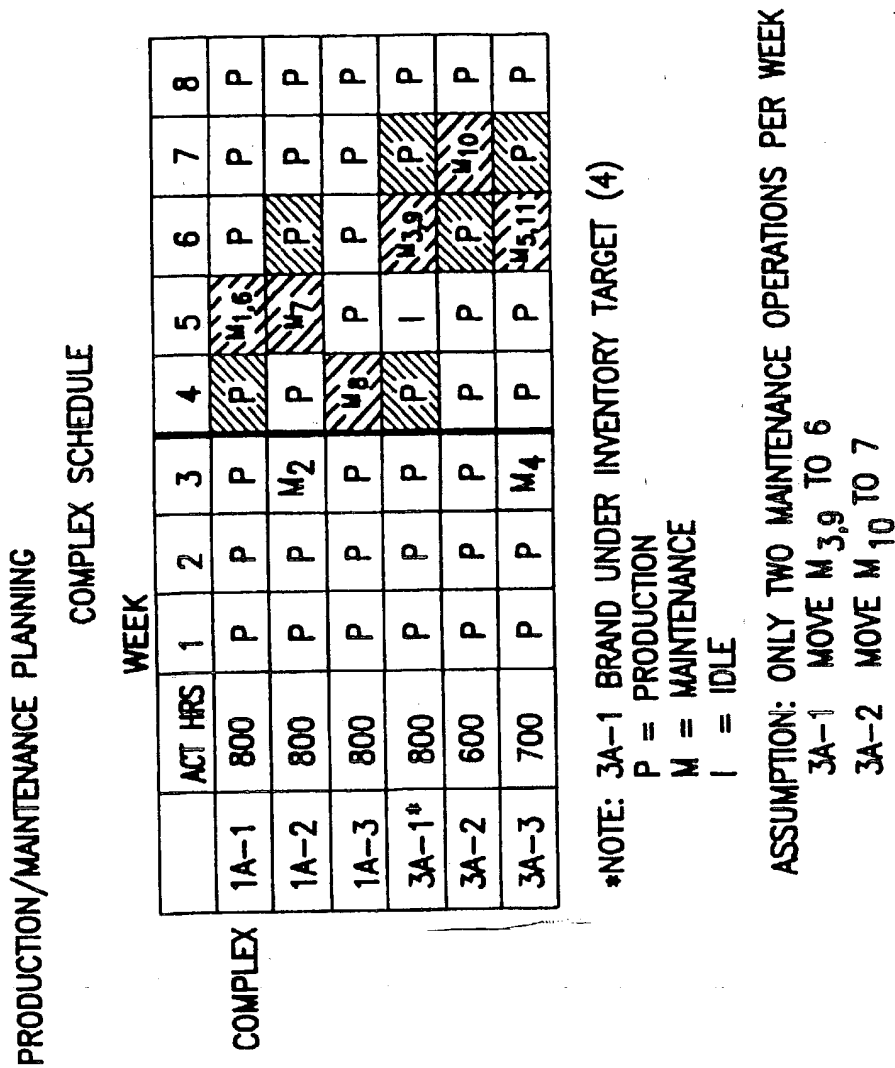 PRODUCTION/MAINTENANCE PLANNING
COMPLEX SCHEDULE
WEEK
ACT HRS 1 2 3 4 5 6 7 8
COMPLEX 1A-1 800 P P P P M1,6 P P P
1A-2 800 P P M2 P M7 P P P
1A-3 800 P P P M8 P P P P
3A-1* 800 P P P P I M3,9 P P
3A-2 600 P P P P P P M10 P
3A-3 700 P P M4 P P M5,11 P P
*NOTE: 3A-1 BRAND UNDER INVENTORY TARGET (4)
P = PRODUCTION
M = MAINTENANCE
I = IDLE
ASSUMPTION: ONLY TWO MAINTENANCE OPERATIONS PER WEEK
3A-1 MOVE M3,9 TO 6
3A-2 MOVE M10 TO 7